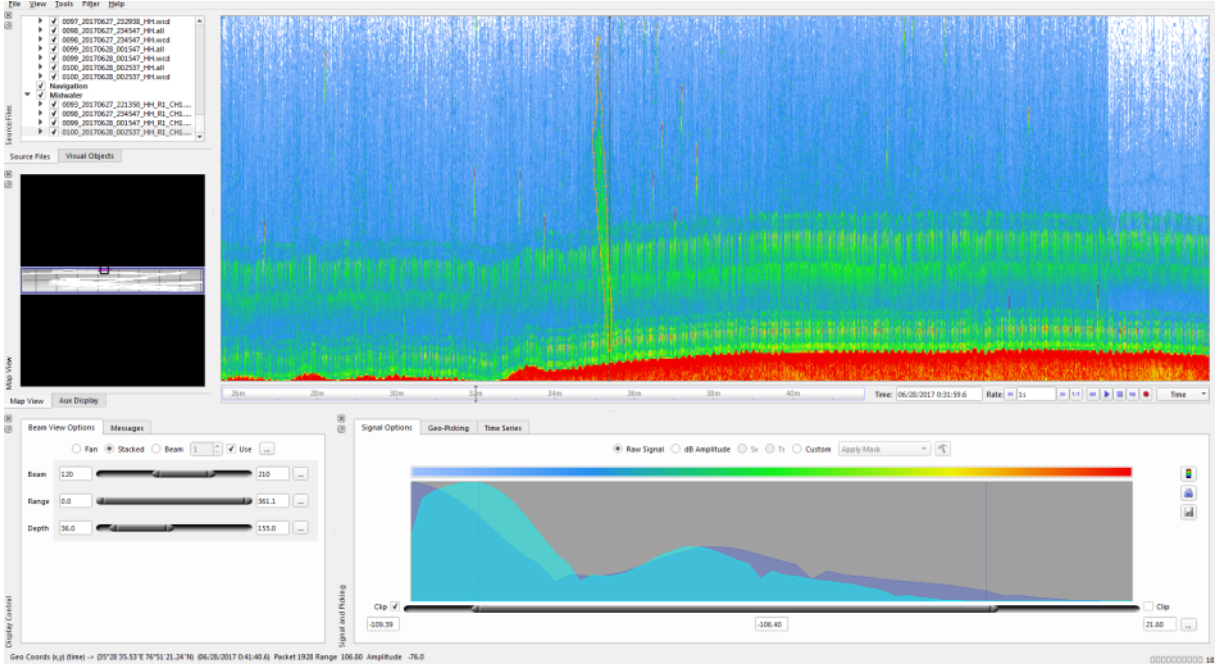 File View Tools Filter Help
0097_20170627_232938_HH.wcd
0098_20170627_234547_HH.all
0098_20170627_234547_HH.wcd
0099_20170628_001547_HH.all
0099_20170628_001547_HH.wcd
0100_20170628_002537_HH.all
0100_20170628_002537_HH.wcd
Navigation
Midwater
0093_20170627_221350_HH_R1_CH1....
0098_20170627_234547_HH_R1_CH1....
0099_20170628_001547_HH_R1_CH1....
0100_20170628_002537_HH_R1_CH1....
Source Files
Source Files Visual Objects
Map View
Map View Aux Display
26m 28m 30m 32m 34m 36m 38m 40m
Time: 06/28/2017 0:31:59.6 Rate: 1s 1:1 Time
Beam View Options Messages
Fan Stacked Beam 1 Use ...
Beam 120 210 ...
Range 0.0 361.1 ...
Depth 36.0 155.0 ...
Display Control
Signal Options Geo-Picking Time Series
Raw Signal dB Amplitude Sv Ts Custom Apply Mask
Clip Clip
-109.39 -106.40 21.60 ...
Signal and Picking
Geo Coords (x,y) (time) -> (35°28'35.53"E 76°51'21.24"N) (06/28/2017 0:41:40.6) Packet 1928 Range 106.80 Amplitude -76.0
18